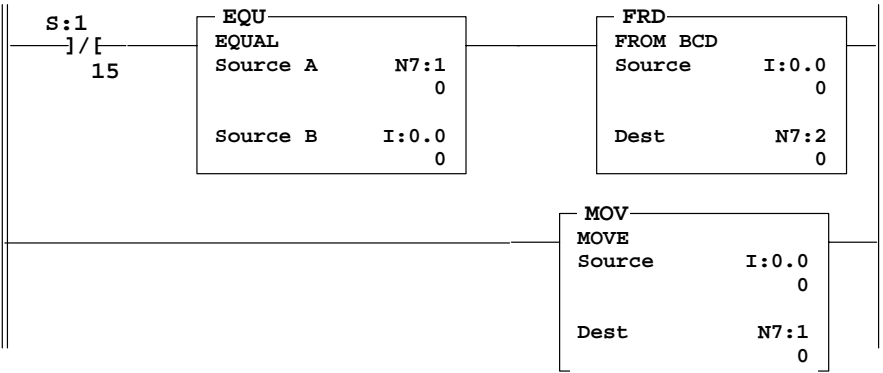 S:1
]/[
15
EQU
EQUAL
Source A N7:1
0
Source B I:0.0
0
FRD
FROM BCD
Source I:0.0
0
Dest N7:2
0
MOV
MOVE
Source I:0.0
0
Dest N7:1
0